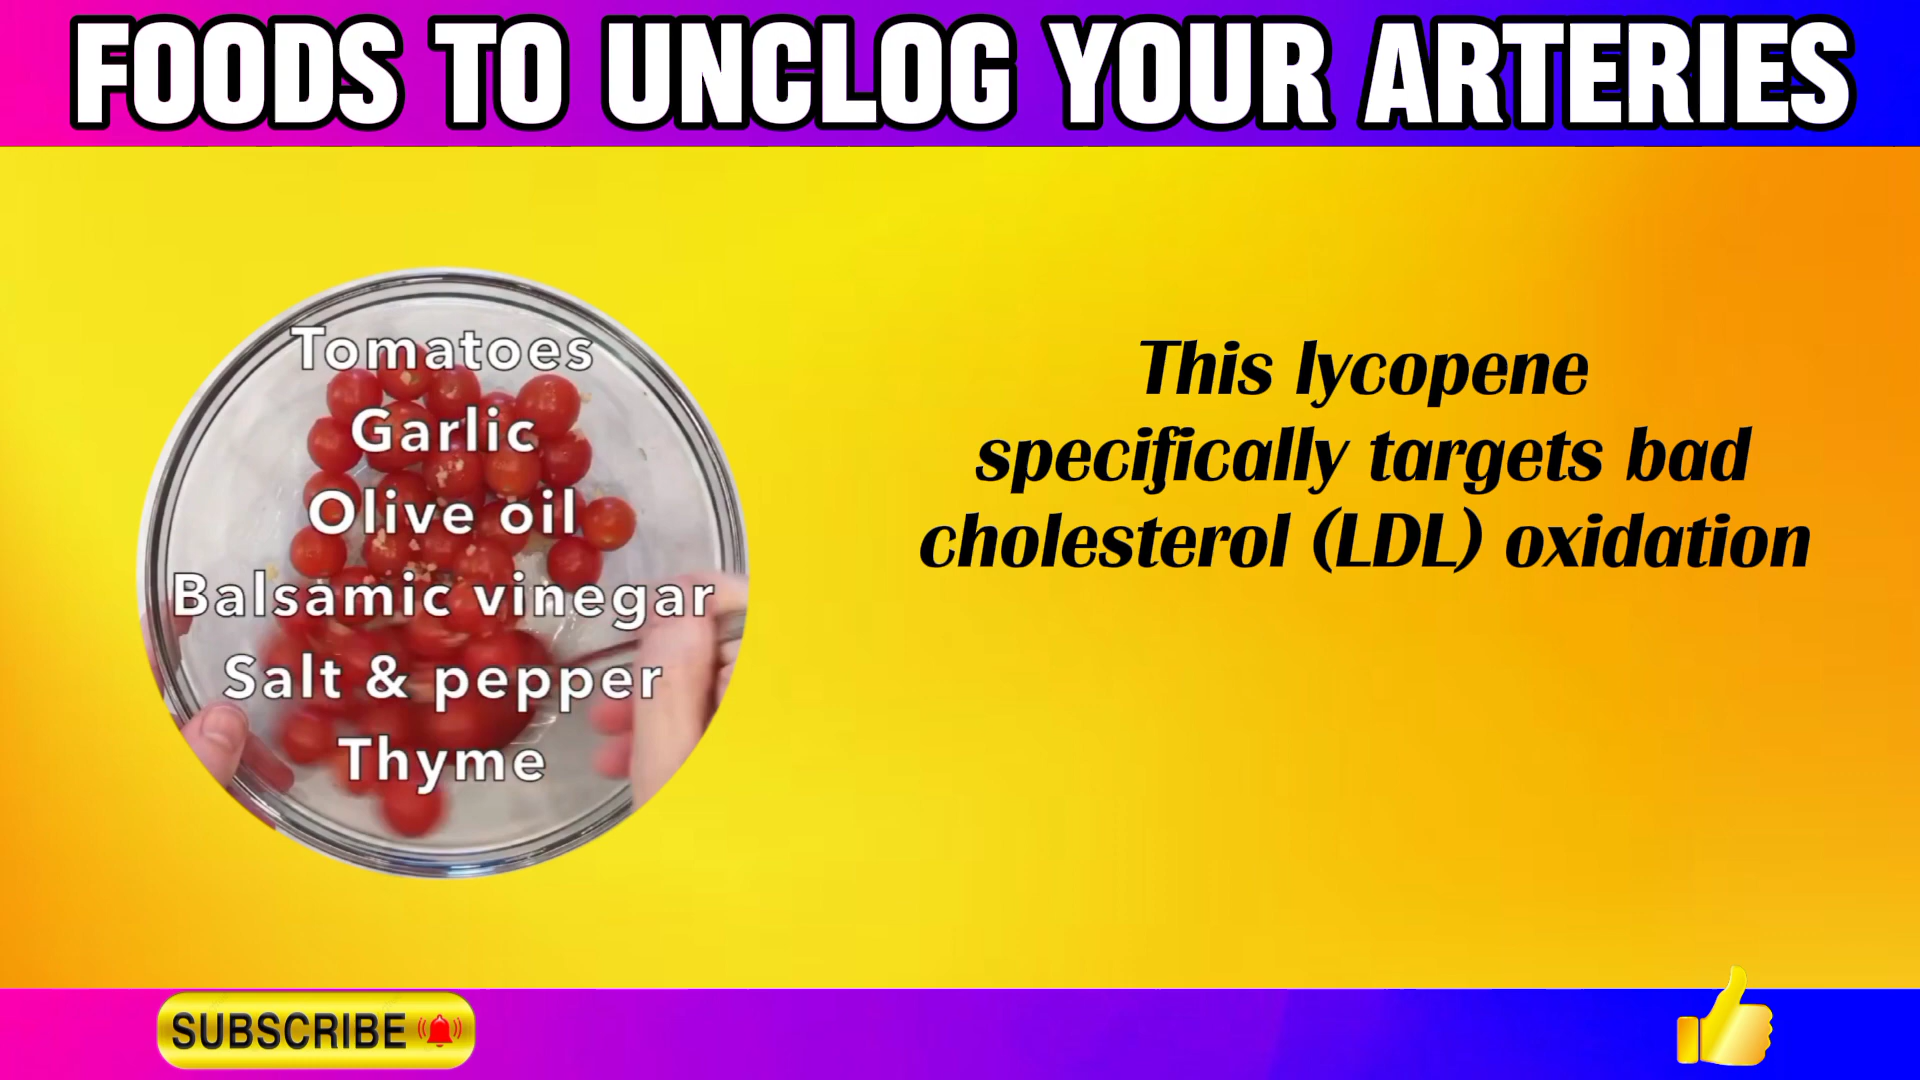 FOODS TO UNCLOG YOUR ARTERIES
Tomatoes
Garlic
Olive oil
Balsamic vinegar
Salt & pepper
Thyme
This lycopene
specifically targets bad
cholesterol (LDL) oxidation
SUBSCRIBE